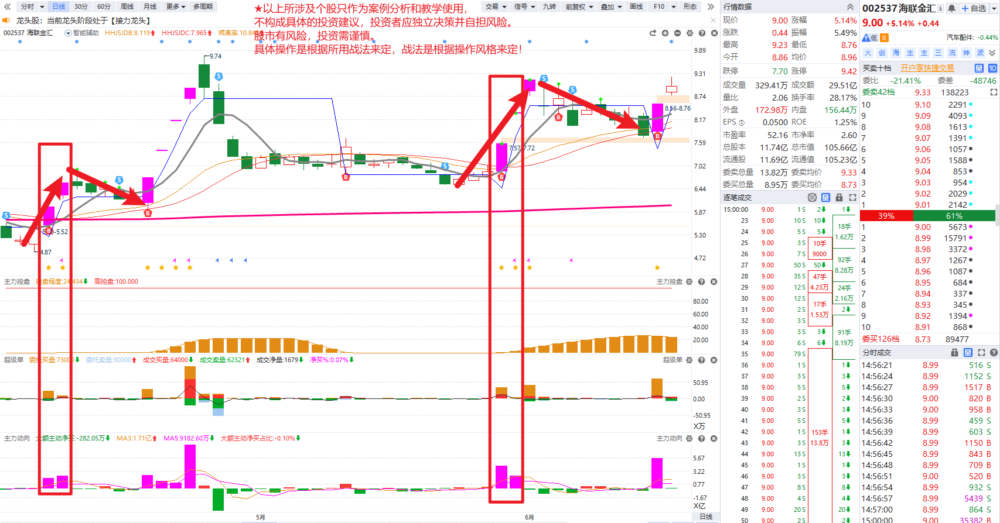 分时 日线 30分 60分 周线 月线 更多 多周期
交易 信号 九转 前复权 叠加 画线 F10 形态
龙头股：当前龙头阶段处于【接力龙头】
★以上所涉及个股只作为案例分析和教学使用，
不构成具体的投资建议，投资者应独立决策并自担风险。
股市有风险，投资需谨慎。
具体操作是根据所用战法来定，战法是根据操作风格来定！
002537 海联金汇 智能辅助 HHJSJDB:8.119 HHJSJDC:7.965 乖离率:10.84
9.89
9.74
9.31
8.74
8.56-8.76
8.17
7.59
7.57-7.72
7.02
6.44
5.87
5.30
4.87
4.72
主力控盘 控盘程度:24.434 高控盘:100.000 主力控盘
80.00
60.00
40.00
20.00
超级单 委托买量:73000 委托卖量:90000 成交买量:64000 成交卖量:62321 成交净量:1679 净买%:0.07% 超级单
50.95
0.00
-50.95
X万
主力动向 大额主动净买:-282.05万 MA3:1.71亿 MA5:9182.60万 大额主动净买占比:-0.10% 主力动向
5.67
3.22
0.77
-1.67
X亿
5月 6月 日线
行情数据
现价 9.00 涨幅 5.14%
涨跌 0.44 振幅 5.49%
最高 9.23 最低 8.76
今开 8.86 均价 8.96
跌停 7.70 涨停 9.42
成交量 329.41万 成交额 29.51亿
量比 2.06 换手率 28.17%
外盘 172.98万 内盘 156.44万
EPS 0.0500 ROE 1.25%
市盈率 52.16 市净率 2.60
总股本 11.74亿 总市值 105.66亿
流通股 11.69亿 流通值 105.23亿
委卖总量 13.82万 委卖均价 9.33
委买总量 8.95万 委买均价 8.73
逐笔成交 量
15:00:00 9.00 1 S 2 1
23 9.00 10 S 10
24 9.00 5 S 5
25 9.00 3 S
26 9.00 7 S
27 9.00 50 S 50
28 9.00 35 S
29 9.00 12 S
30 9.00 12 S
31 9.00 2 S 2
32 9.00 3 S
33 9.00 3 S 3
34 9.00 6 S 6
35 9.00 79 S
36 9.00 1 S 1
37 9.00 3 S 3
38 9.00 5 S 5
39 9.00 2 S 2
40 9.00 3 S 3
41 9.00 5 S 5
42 9.00 1 S 1
43 9.00 3 S 3
44 9.00 13 S 13
45 9.00 1 S 1
46 9.00 3 S 3
47 9.00 8 S 8
48 9.00 4 S 4
49 9.00 20 S 20
50 9.00 2 S 2
10手
9000
47手
4.23万
17手
1.53万
153手
13.8万
18手
1.62万
92手
8.28万
24手
2.16万
91手
8.19万
002537 海联金汇 自选
9.00 +5.14% +0.44
低 R 汽车配件: -0.44%
火 创 海 主 主 三 流 神 波
买卖十档 开户享快捷交易 量 10
委比 -21.41% 委差 -48746
委卖42档 9.33 138223
10 9.10 2291
9 9.09 4093
8 9.08 1613
7 9.07 1391
6 9.06 1057
5 9.05 1588
4 9.04 853
3 9.03 954
2 9.02 2029
1 9.01 2142
39% 61%
1 9.00 5673
2 8.99 15791
3 8.98 3372
4 8.97 1267
5 8.96 1087
6 8.95 684
7 8.94 337
8 8.93 345
9 8.92 1394
10 8.91 868
委买126档 8.73 89477
分时成交 量
14:56:21 8.99 516 S
14:56:24 8.99 1152 S
14:56:27 8.99 1517 B
14:56:30 9.00 820 B
14:56:33 9.00 958 B
14:56:36 8.99 459 S
14:56:39 8.99 603 S
14:56:42 8.99 1150 B
14:56:45 8.99 843 B
14:56:48 8.99 709 B
14:56:51 9.00 520 B
14:56:54 8.99 932 S
14:56:57 8.99 5439 S
14:57:00 8.99 864 S
15:00:00 9.00 35382 B